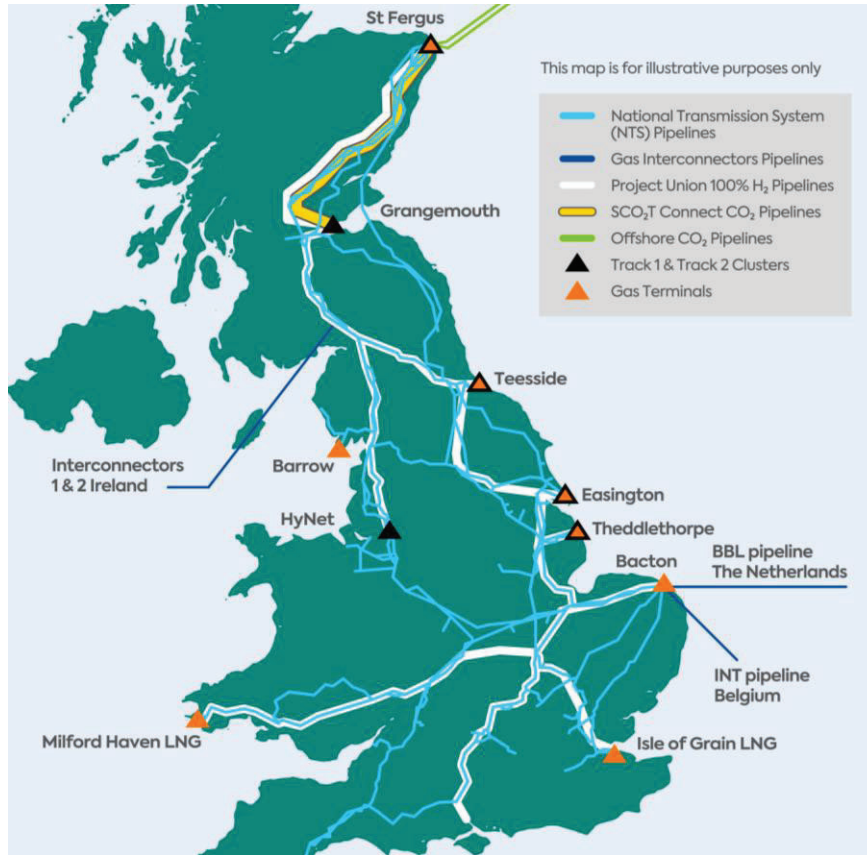 St Fergus
This map is for illustrative purposes only
National Transmission System
(NTS) Pipelines
Gas Interconnectors Pipelines
Project Union 100% H₂ Pipelines
SCO₂T Connect CO₂ Pipelines
Offshore CO₂ Pipelines
Track 1 & Track 2 Clusters
Gas Terminals
Grangemouth
Teesside
Interconnectors
1 & 2 Ireland
Barrow
Easington
HyNet
Theddlethorpe
Bacton
BBL pipeline
The Netherlands
INT pipeline
Belgium
Milford Haven LNG
Isle of Grain LNG